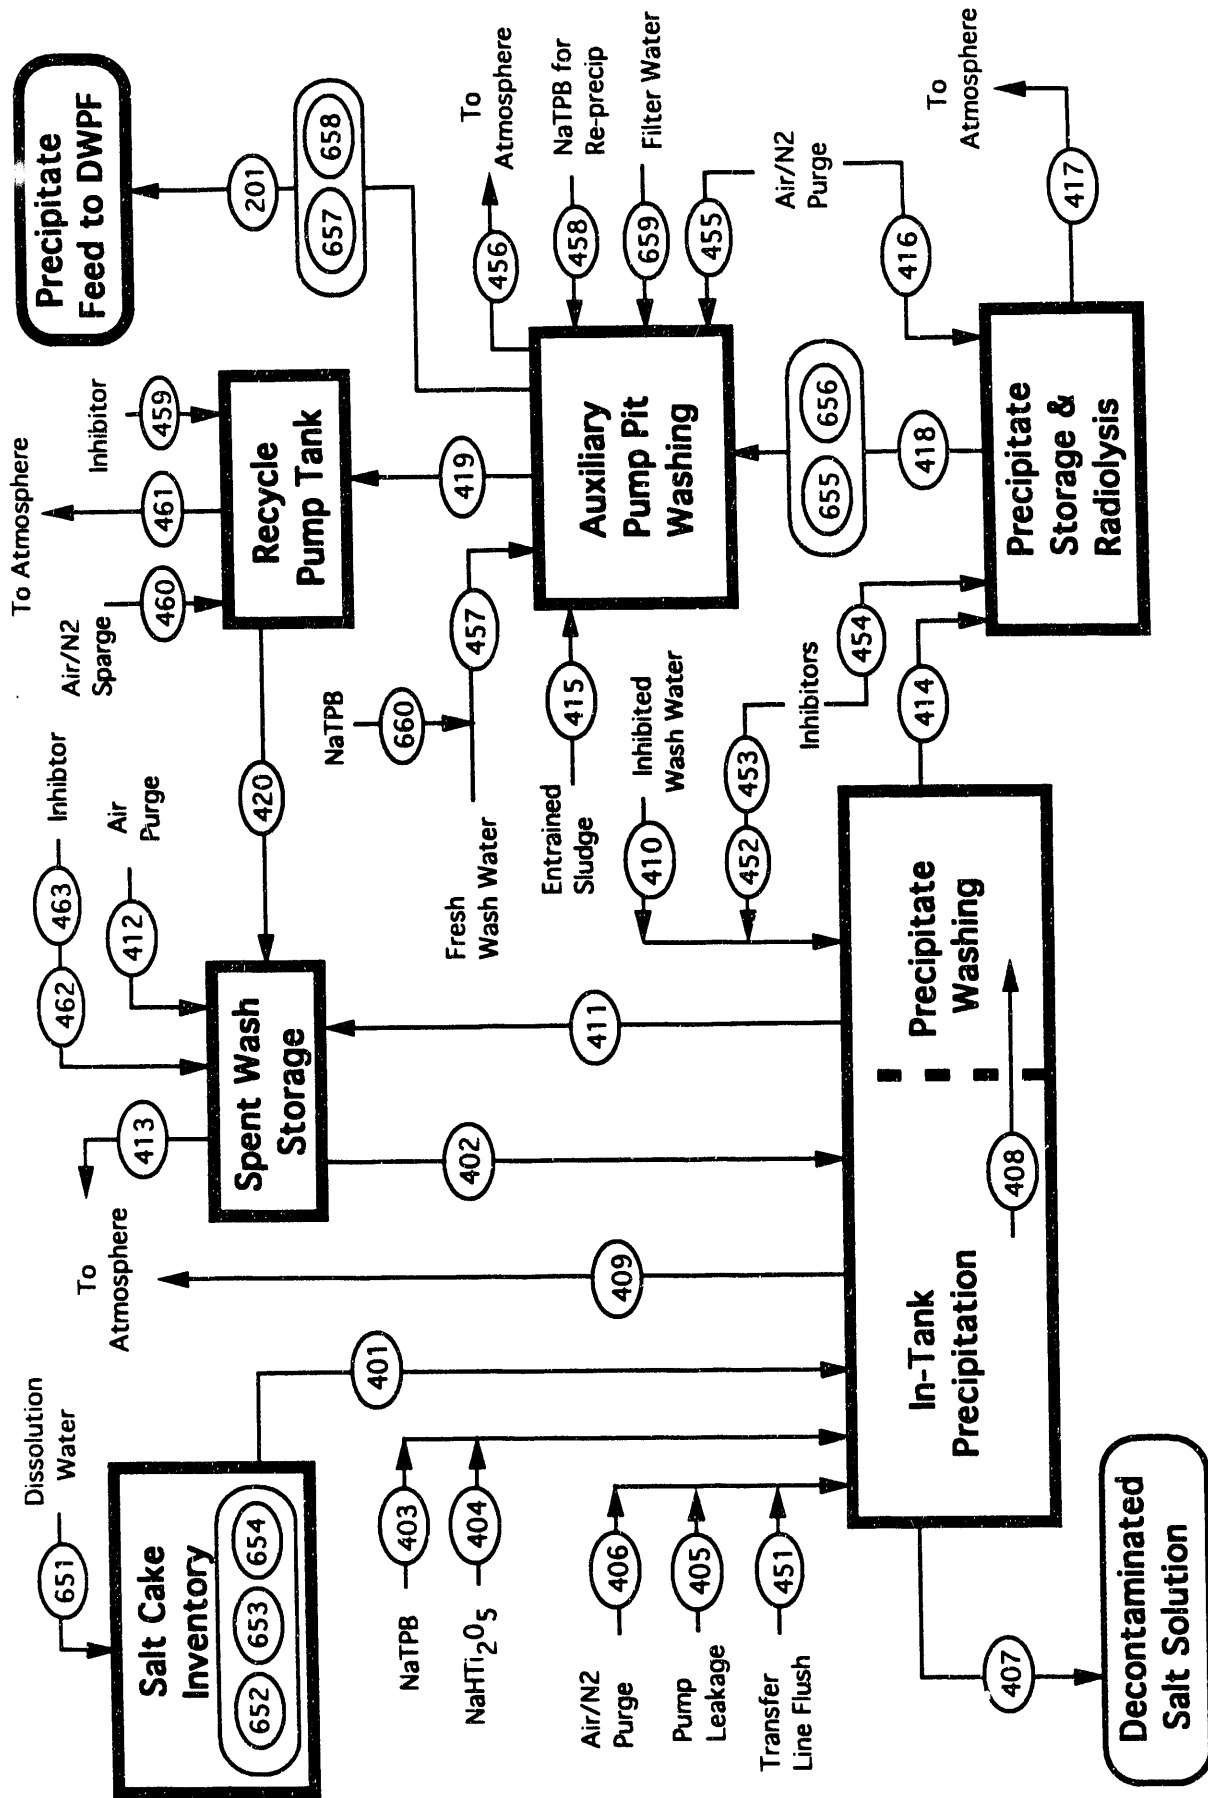 Dissolution
Water
651
Salt Cake
Inventory
652
653
654
401
NaTPB
403
NaHTi2O5
404
Air/N2
Purge
406
Pump
Leakage
405
Transfer
Line Flush
451
407
Decontaminated
Salt Solution
In-Tank
Precipitation
408
Precipitate
Washing
To
Atmosphere
409
To
Atmosphere
413
Spent Wash
Storage
402
411
462
463
Inhibtor
412
Air
Purge
420
Air/N2
Sparge
460
To Atmosphere
461
Inhibitor
459
Recycle
Pump Tank
419
NaTPB
660
Fresh
Wash Water
457
Entrained
Sludge
415
Inhibited
Wash Water
410
452
453
Inhibitors
454
414
Auxiliary
Pump Pit
Washing
Precipitate
Feed to DWPF
201
657
658
To
Atmosphere
456
NaTPB for
Re-precip
458
Filter Water
659
455
Air/N2
Purge
416
655
656
418
Precipitate
Storage &
Radiolysis
417
To
Atmosphere